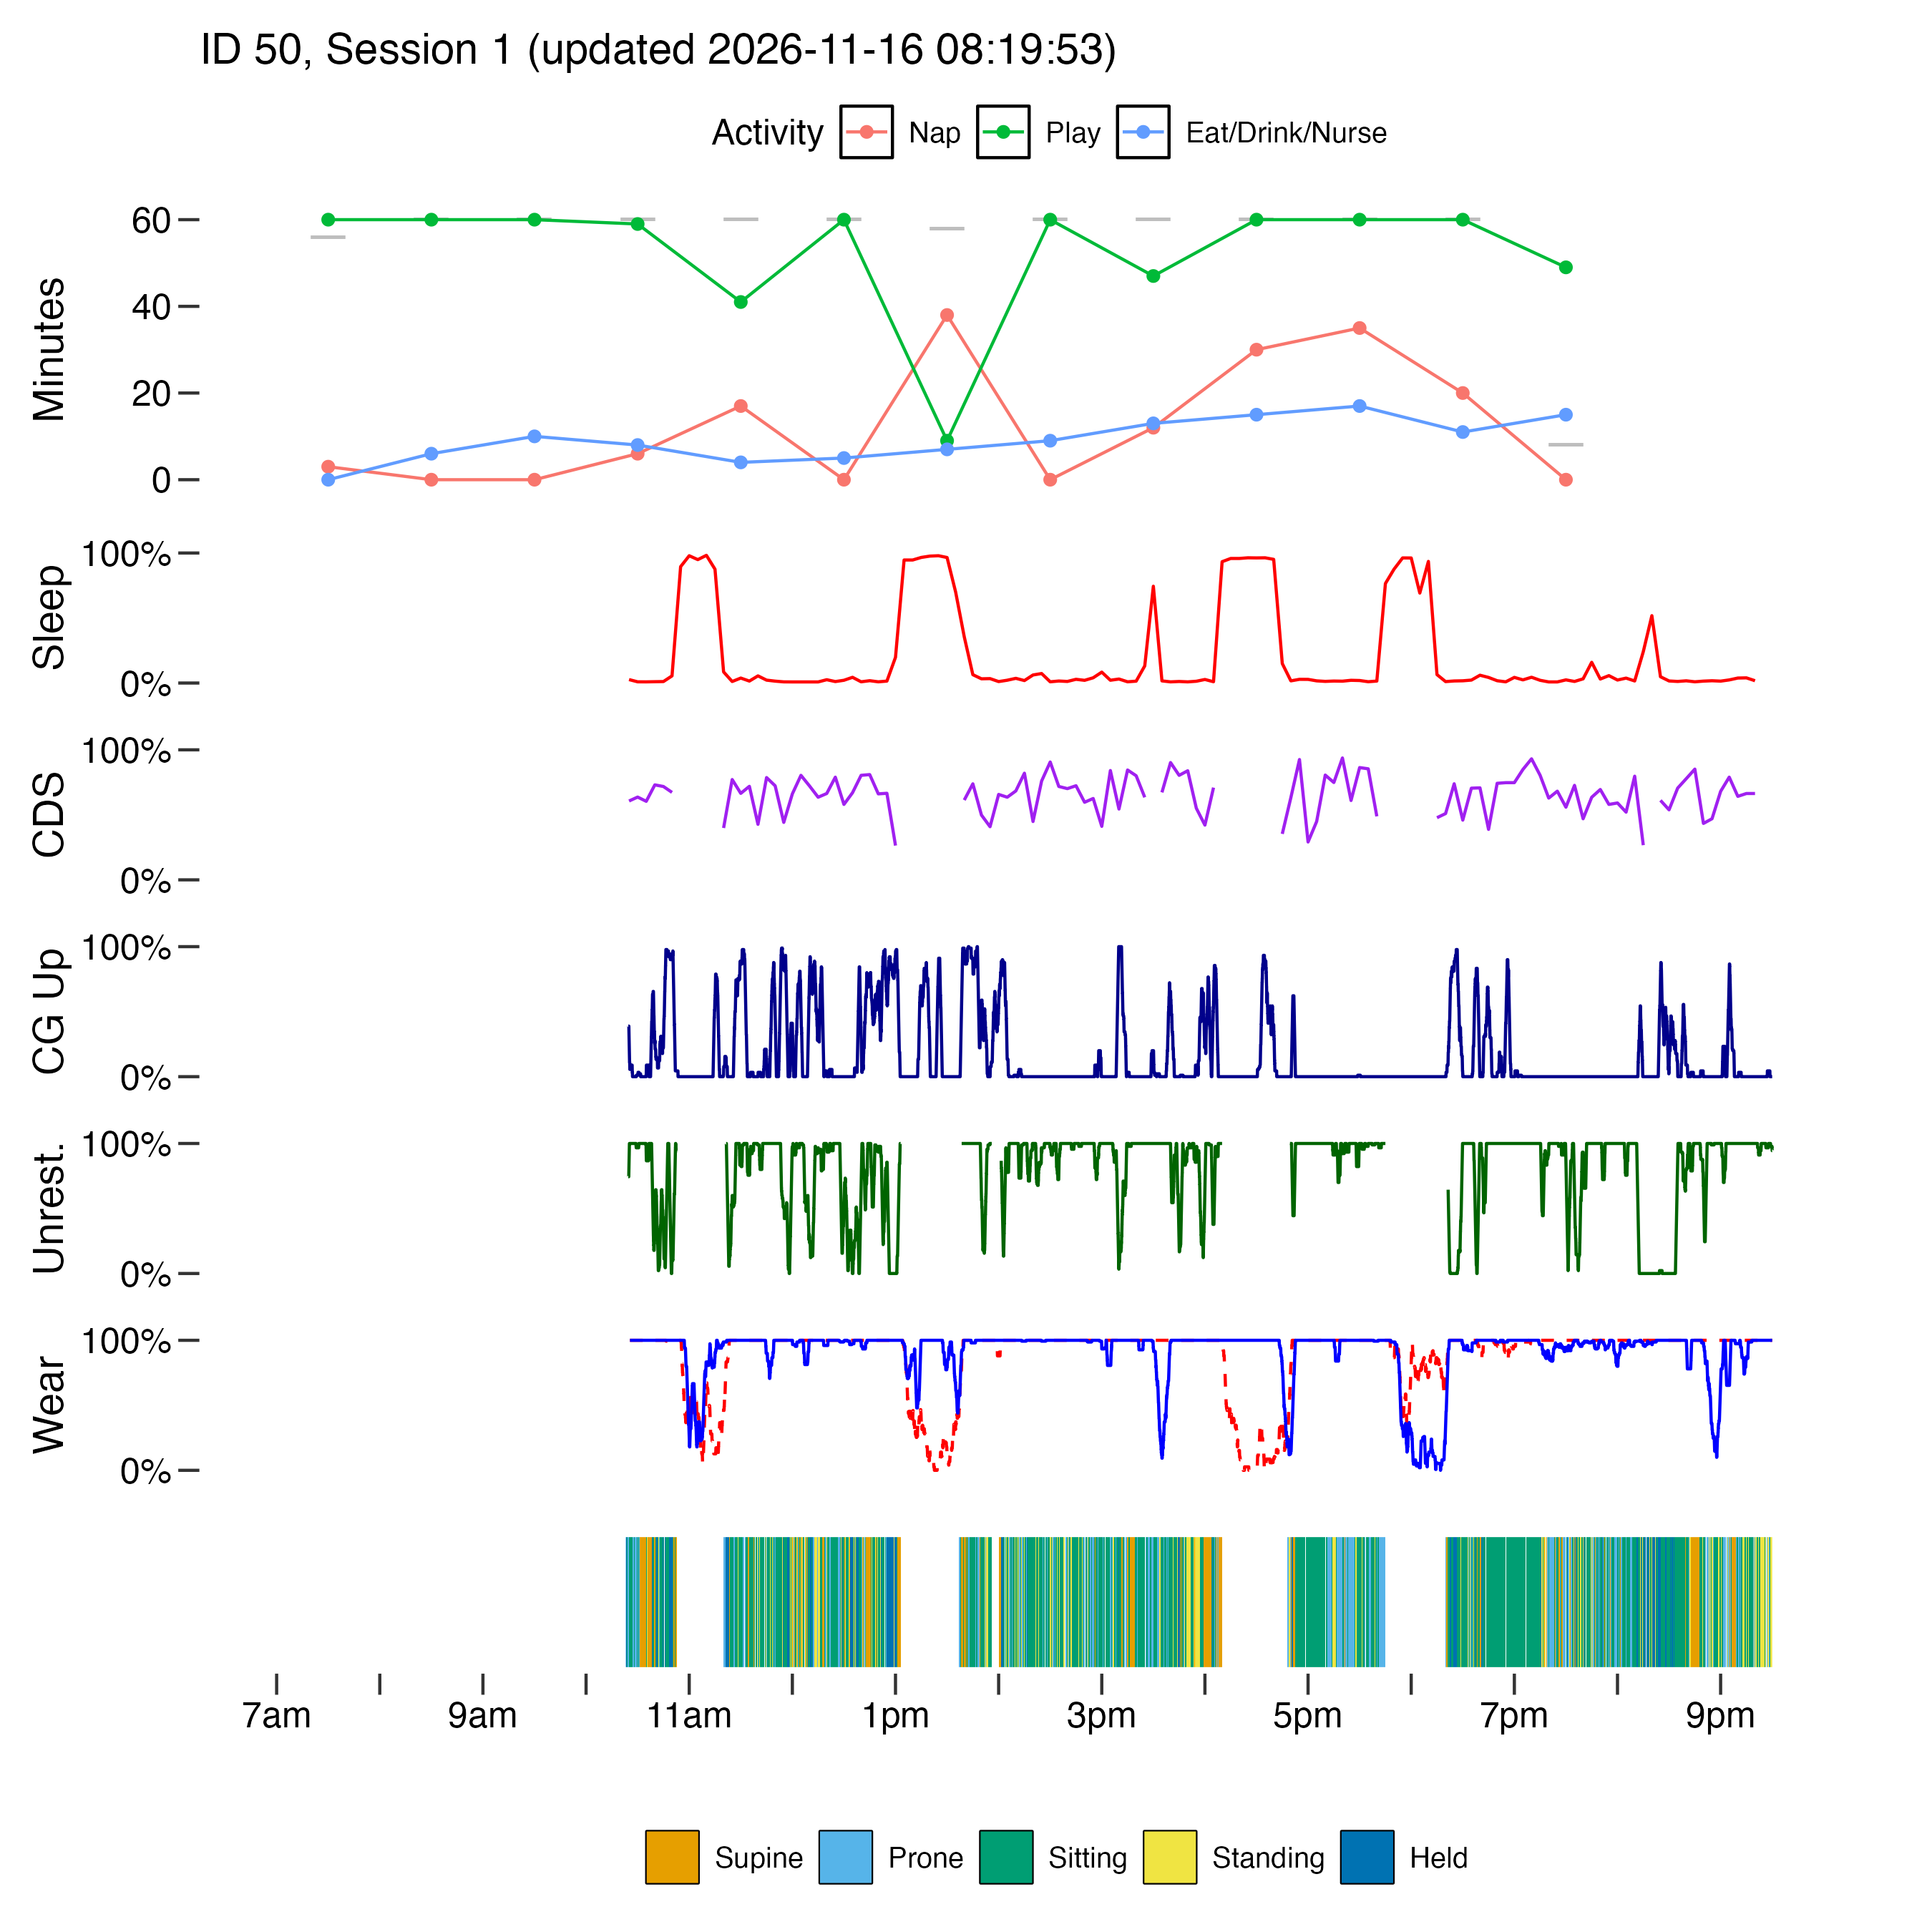 ID 50, Session 1 (updated 2026-11-16 08:19:53)
Activity Nap Play Eat/Drink/Nurse
Minutes
60
40
20
0
Sleep
100%
0%
CDS
100%
0%
CG Up
100%
0%
Unrest.
100%
0%
Wear
100%
0%
7am 9am 11am 1pm 3pm 5pm 7pm 9pm
Supine Prone Sitting Standing Held